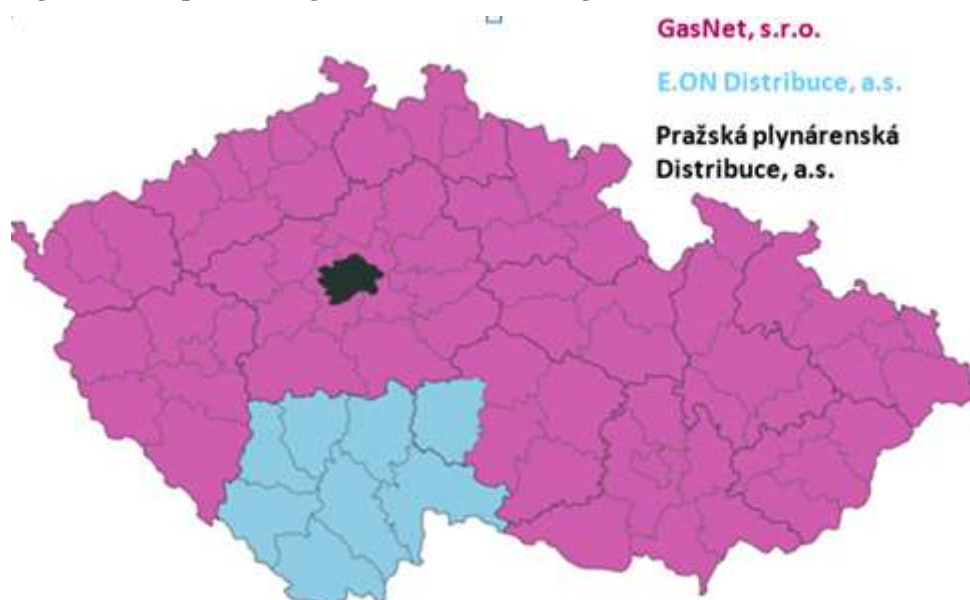 GasNet, s.r.o.
E.ON Distribuce, a.s.
Pražská plynárenská
Distribuce, a.s.